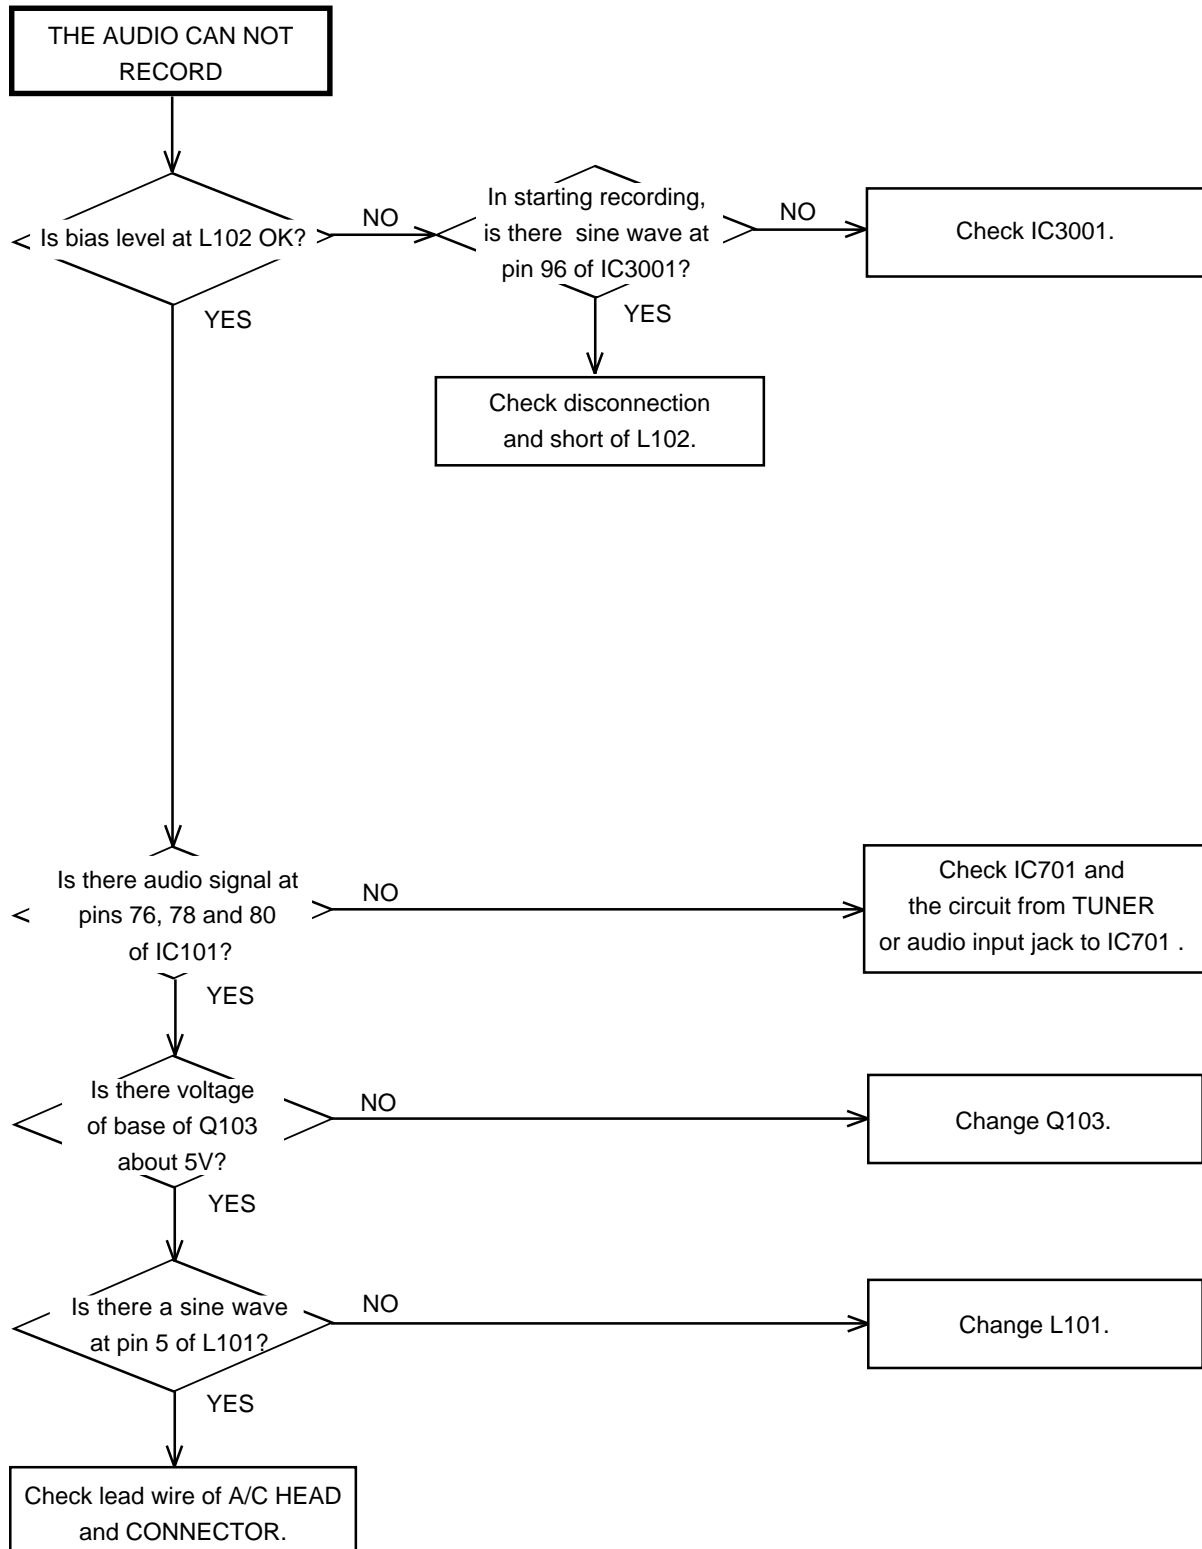 THE AUDIO CAN NOT
RECORD
Is bias level at L102 OK?
NO
In starting recording,
is there sine wave at
pin 96 of IC3001?
NO
Check IC3001.
YES
YES
Check disconnection
and short of L102.
Is there audio signal at
pins 76, 78 and 80
of IC101?
NO
Check IC701 and
the circuit from TUNER
or audio input jack to IC701 .
YES
Is there voltage
of base of Q103
about 5V?
NO
Change Q103.
YES
Is there a sine wave
at pin 5 of L101?
NO
Change L101.
YES
Check lead wire of A/C HEAD
and CONNECTOR.